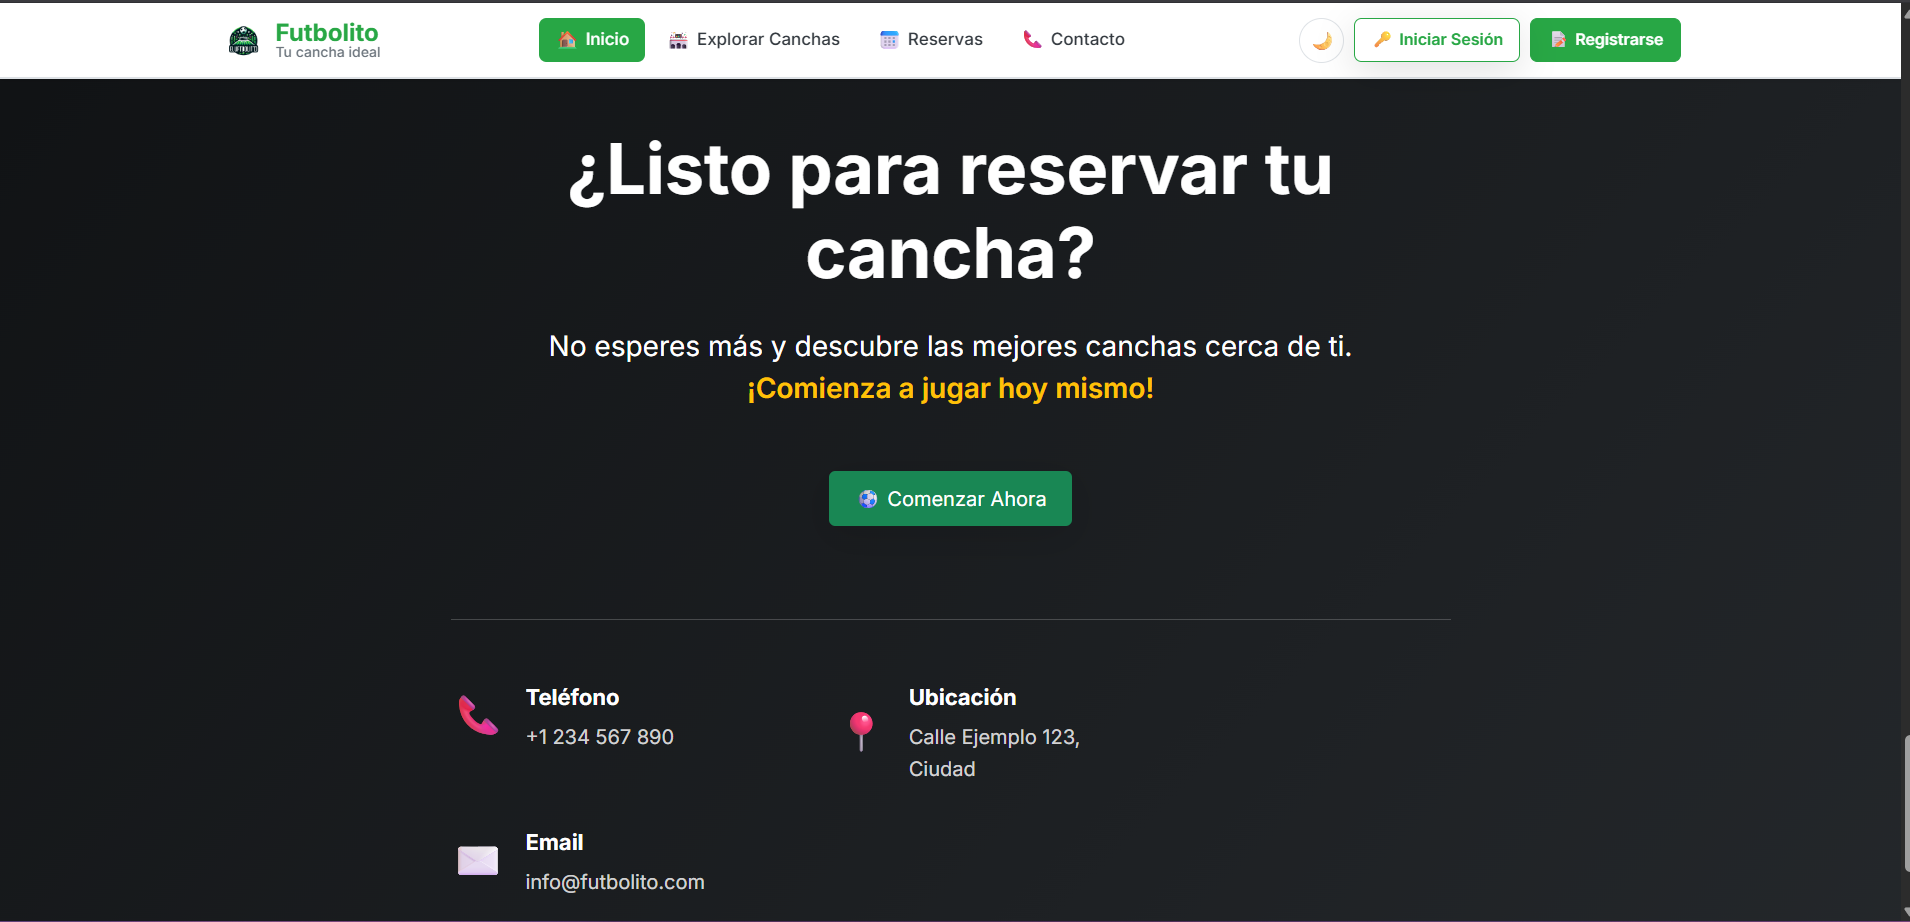 Futbolito
Tu cancha ideal
Inicio
Explorar Canchas
Reservas
Contacto
Iniciar Sesión
Registrarse
¿Listo para reservar tu
cancha?
No esperes más y descubre las mejores canchas cerca de ti.
¡Comienza a jugar hoy mismo!
Comenzar Ahora
Teléfono
+1 234 567 890
Ubicación
Calle Ejemplo 123,
Ciudad
Email
info@futbolito.com